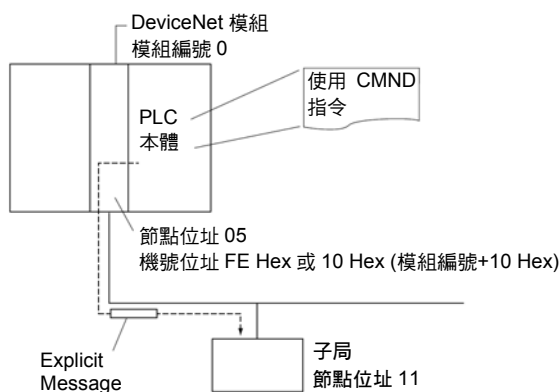 DeviceNet 模組
模組編號 0
使用 CMND
指令
PLC
本體
節點位址 05
機號位址 FE Hex 或 10 Hex (模組編號+10 Hex)
Explicit
Message
子局
節點位址 11